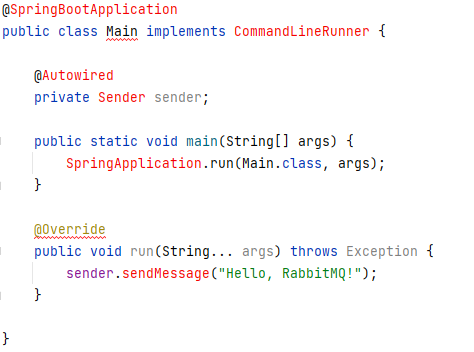 @SpringBootApplication
public class Main implements CommandLineRunner {
@Autowired
private Sender sender;
public static void main(String[] args) {
SpringApplication.run(Main.class, args);
}
@Override
public void run(String... args) throws Exception {
sender.sendMessage("Hello, RabbitMQ!");
}
}